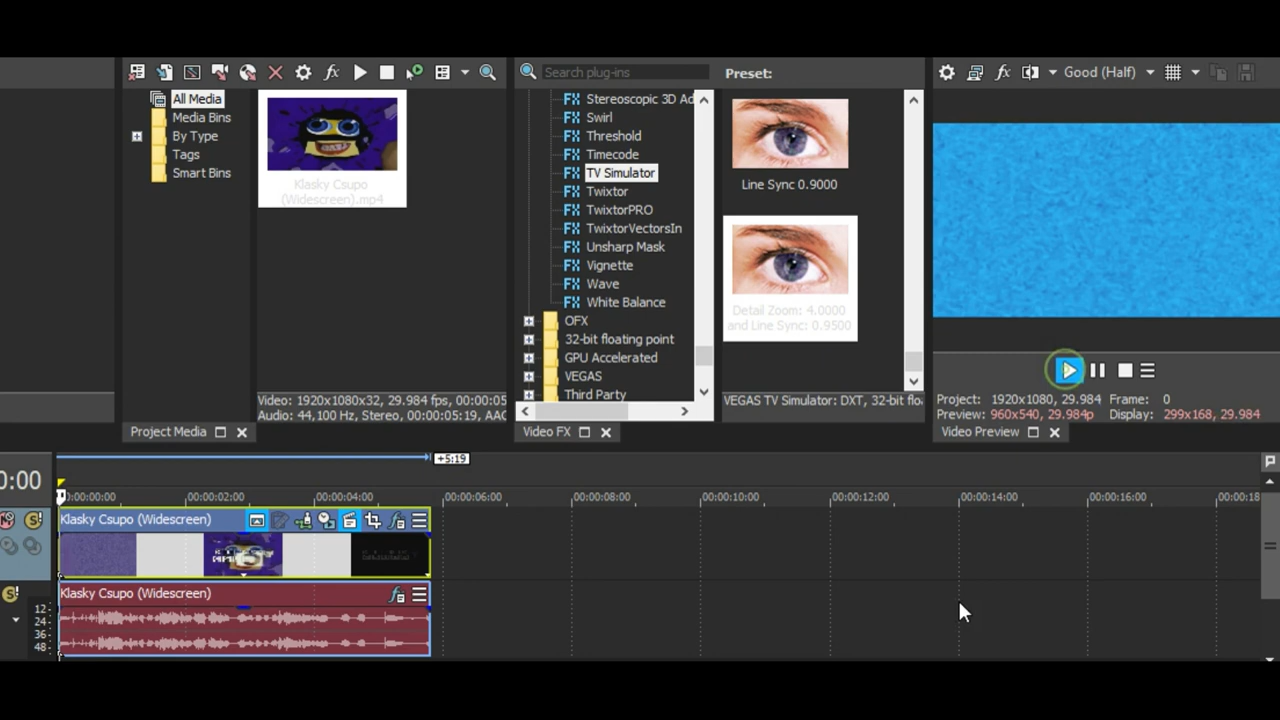 Search plug-ins
Preset:
Good (Half)
All Media
Media Bins
By Type
Tags
Smart Bins
Klasky Csupo
(Widescreen).mp4
Stereoscopic 3D Ad
Swirl
Threshold
Timecode
TV Simulator
Twixtor
TwixtorPRO
TwixtorVectorsIn
Unsharp Mask
Vignette
Wave
White Balance
OFX
32-bit floating point
GPU Accelerated
VEGAS
Third Party
Line Sync 0.9000
Detail Zoom: 4.0000
and Line Sync: 0.9500
Video: 1920x1080x32, 29.984 fps, 00:00:05
Audio: 44,100 Hz, Stereo, 00:00:05:19, AAC
VEGAS TV Simulator: DXT, 32-bit flo
Project: 1920x1080, 29.984 Frame: 0
Preview: 960x540, 29.984p Display: 299x168, 29.984
Project Media
Video FX
Video Preview
+5:19
0:00
00:00:00:00 00:00:02:00 00:00:04:00 00:00:06:00 00:00:08:00 00:00:10:00 00:00:12:00 00:00:14:00 00:00:16:00 00:00:18
Klasky Csupo (Widescreen)
Klasky Csupo (Widescreen)
12
24
36
48